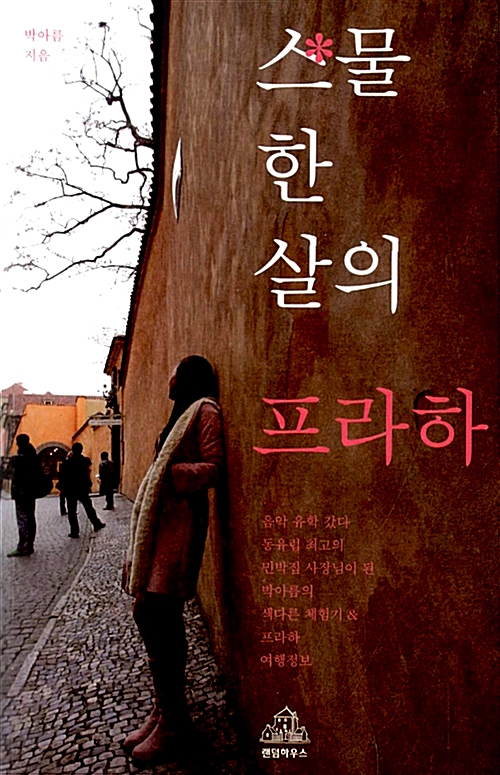 박아름
지음
스물
한
살의
프라하
음악 유학 갔다
동유럽 최고의
민박집 사장님이 된
박아름의
색다른 체험기 &
프라하
여행정보
랜덤하우스